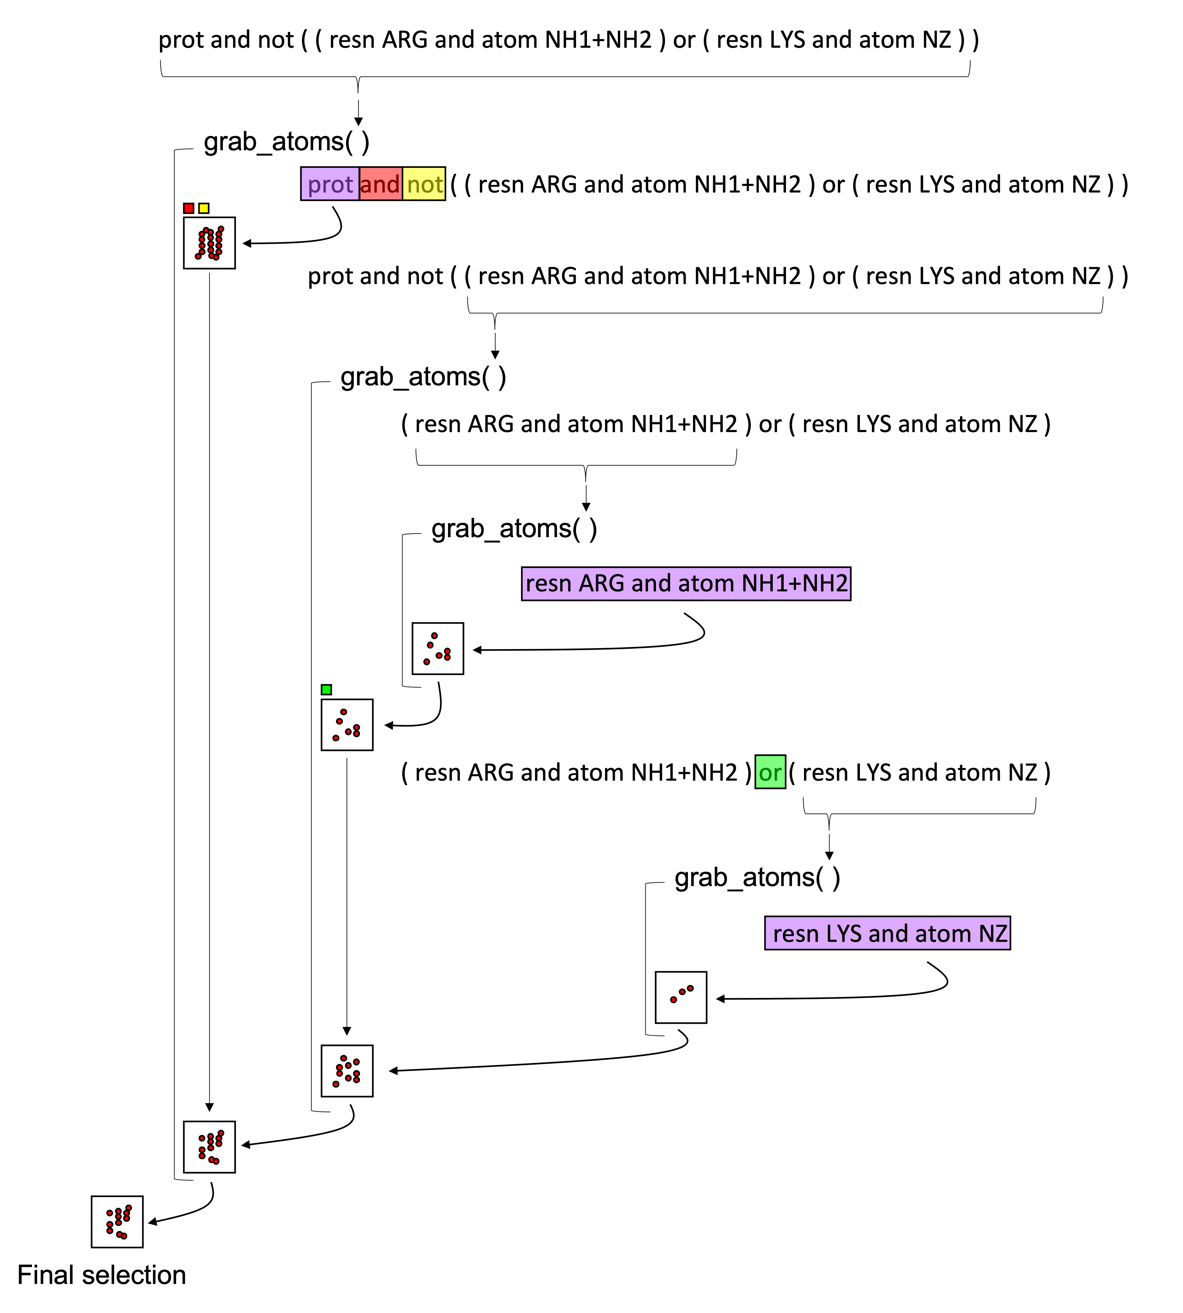 prot and not ( ( resn ARG and atom NH1+NH2 ) or ( resn LYS and atom NZ ) )
grab_atoms( )
prot and not ( ( resn ARG and atom NH1+NH2 ) or ( resn LYS and atom NZ ) )
prot and not ( ( resn ARG and atom NH1+NH2 ) or ( resn LYS and atom NZ ) )
grab_atoms( )
( resn ARG and atom NH1+NH2 ) or ( resn LYS and atom NZ )
grab_atoms( )
resn ARG and atom NH1+NH2
( resn ARG and atom NH1+NH2 ) or ( resn LYS and atom NZ )
grab_atoms( )
resn LYS and atom NZ
Final selection